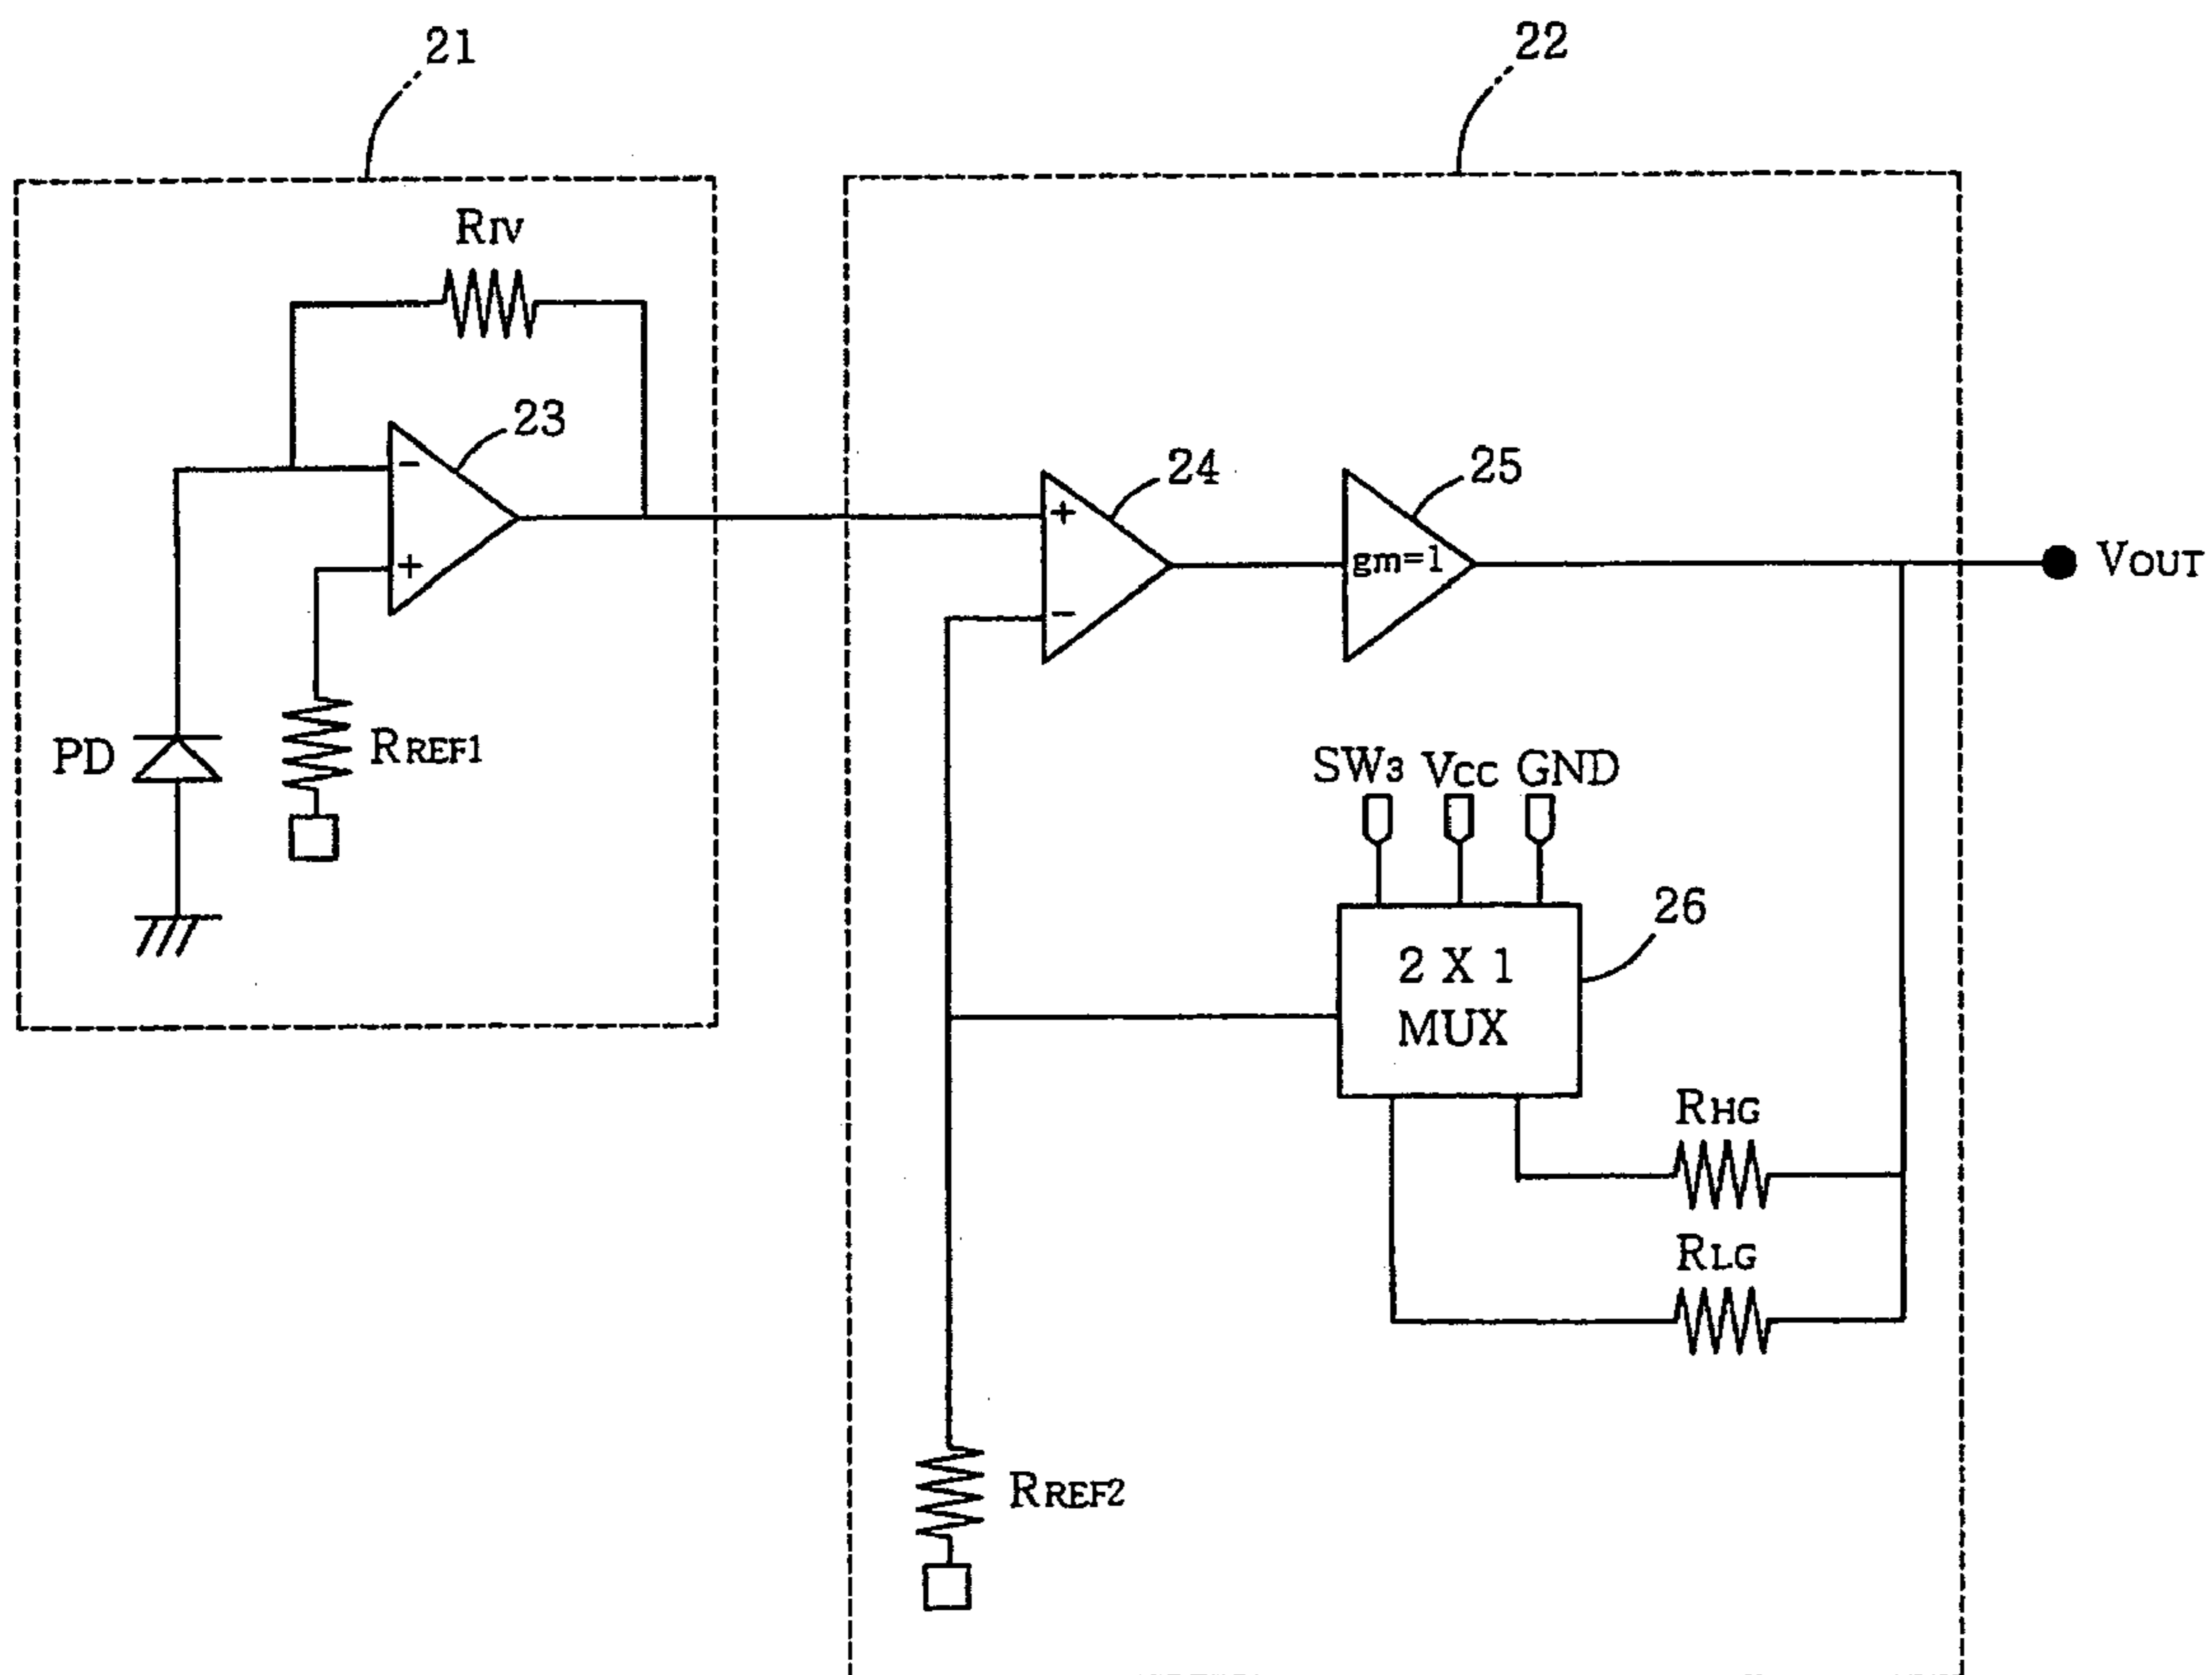 21
22
RIV
23
-
+
24
+
-
25
gm=1
VOUT
PD
RREF1
SW3 VCC GND
26
2 X 1
MUX
RHG
RLG
RREF2